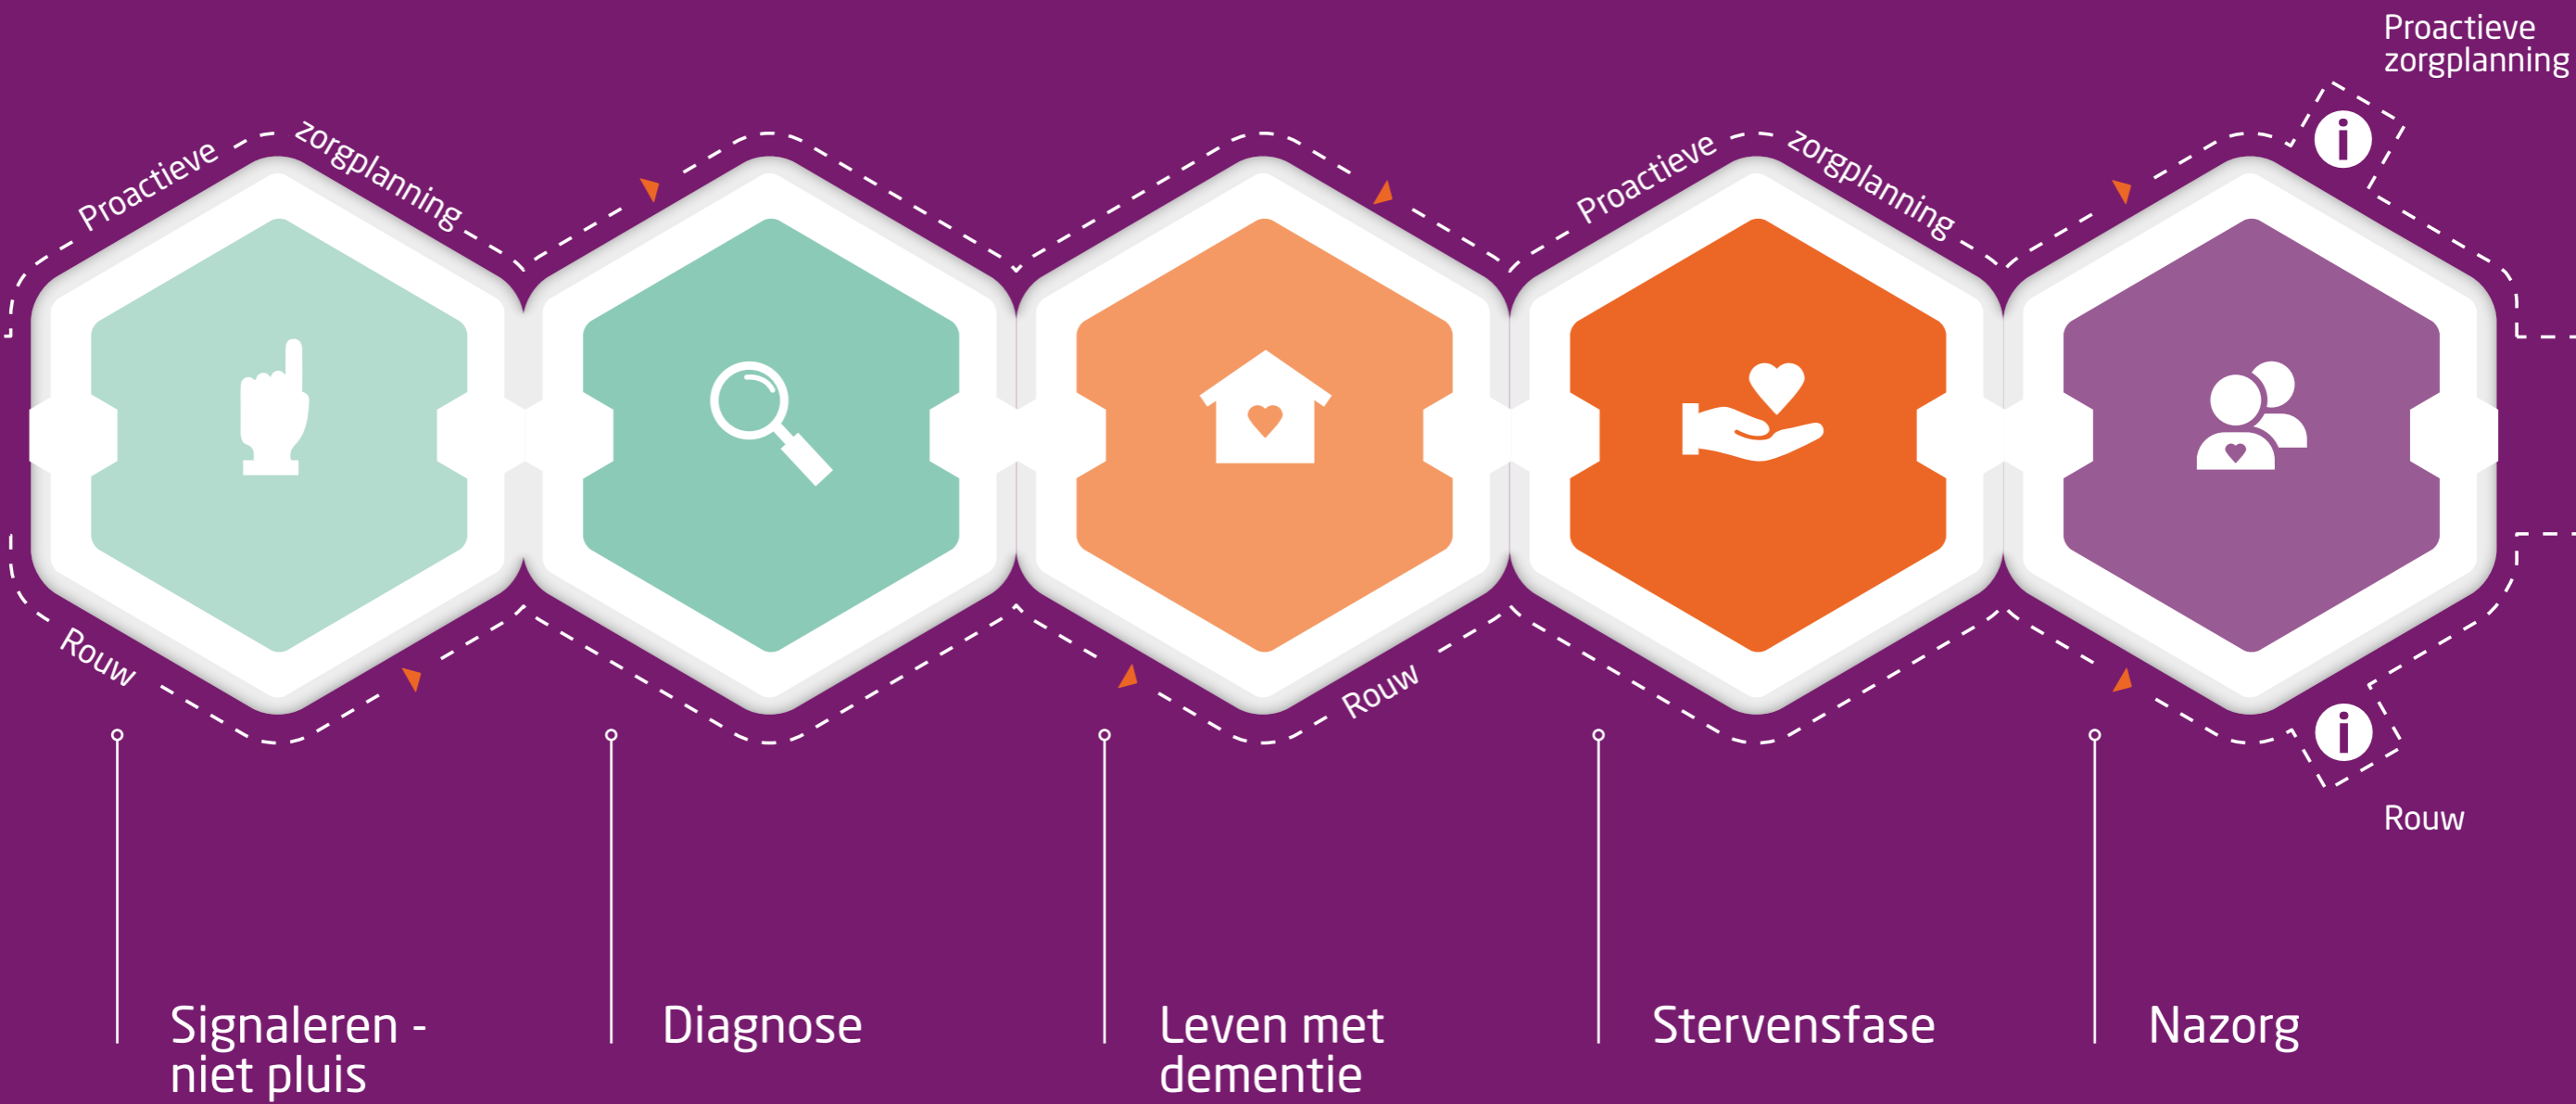 Proactieve
zorgplanning
Proactieve zorgplanning
Proactieve zorgplanning
Rouw
Rouw
Rouw
Signaleren -
niet pluis
Diagnose
Leven met
dementie
Stervensfase
Nazorg